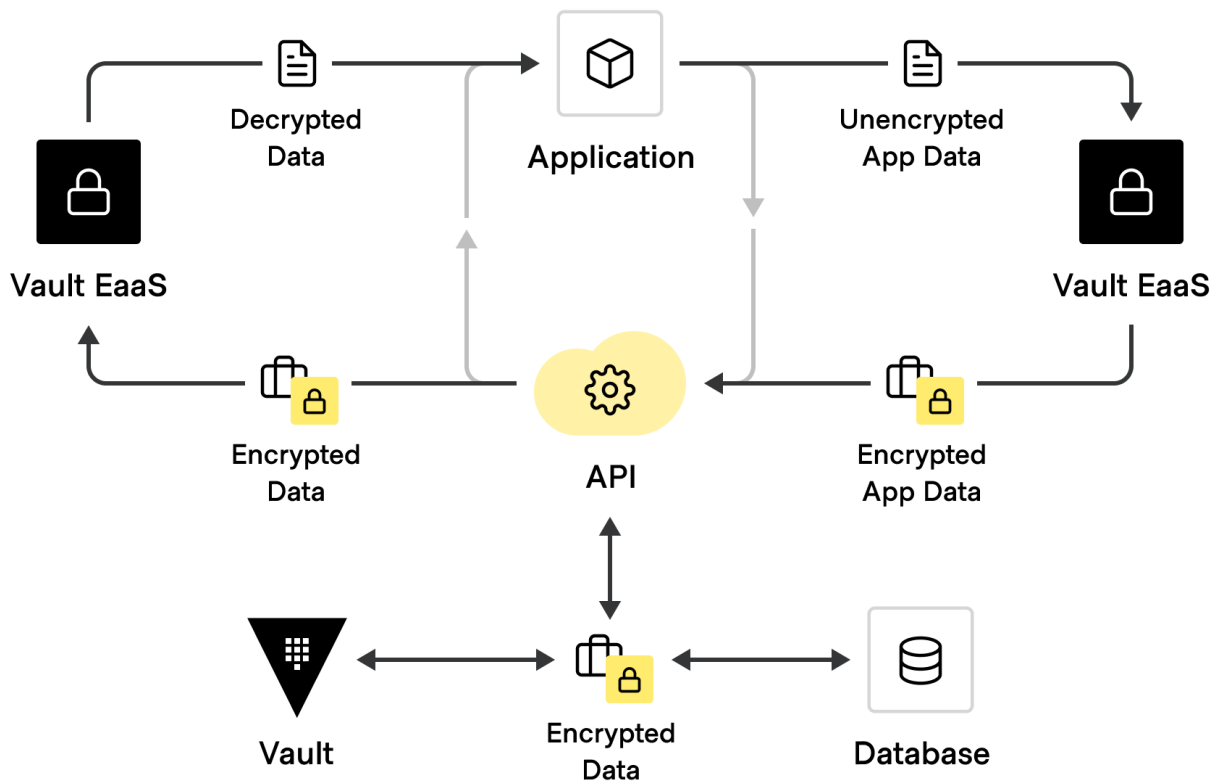 Decrypted
Data
Application
Unencrypted
App Data
Vault EaaS
Vault EaaS
Encrypted
Data
API
Encrypted
App Data
Vault
Encrypted
Data
Database